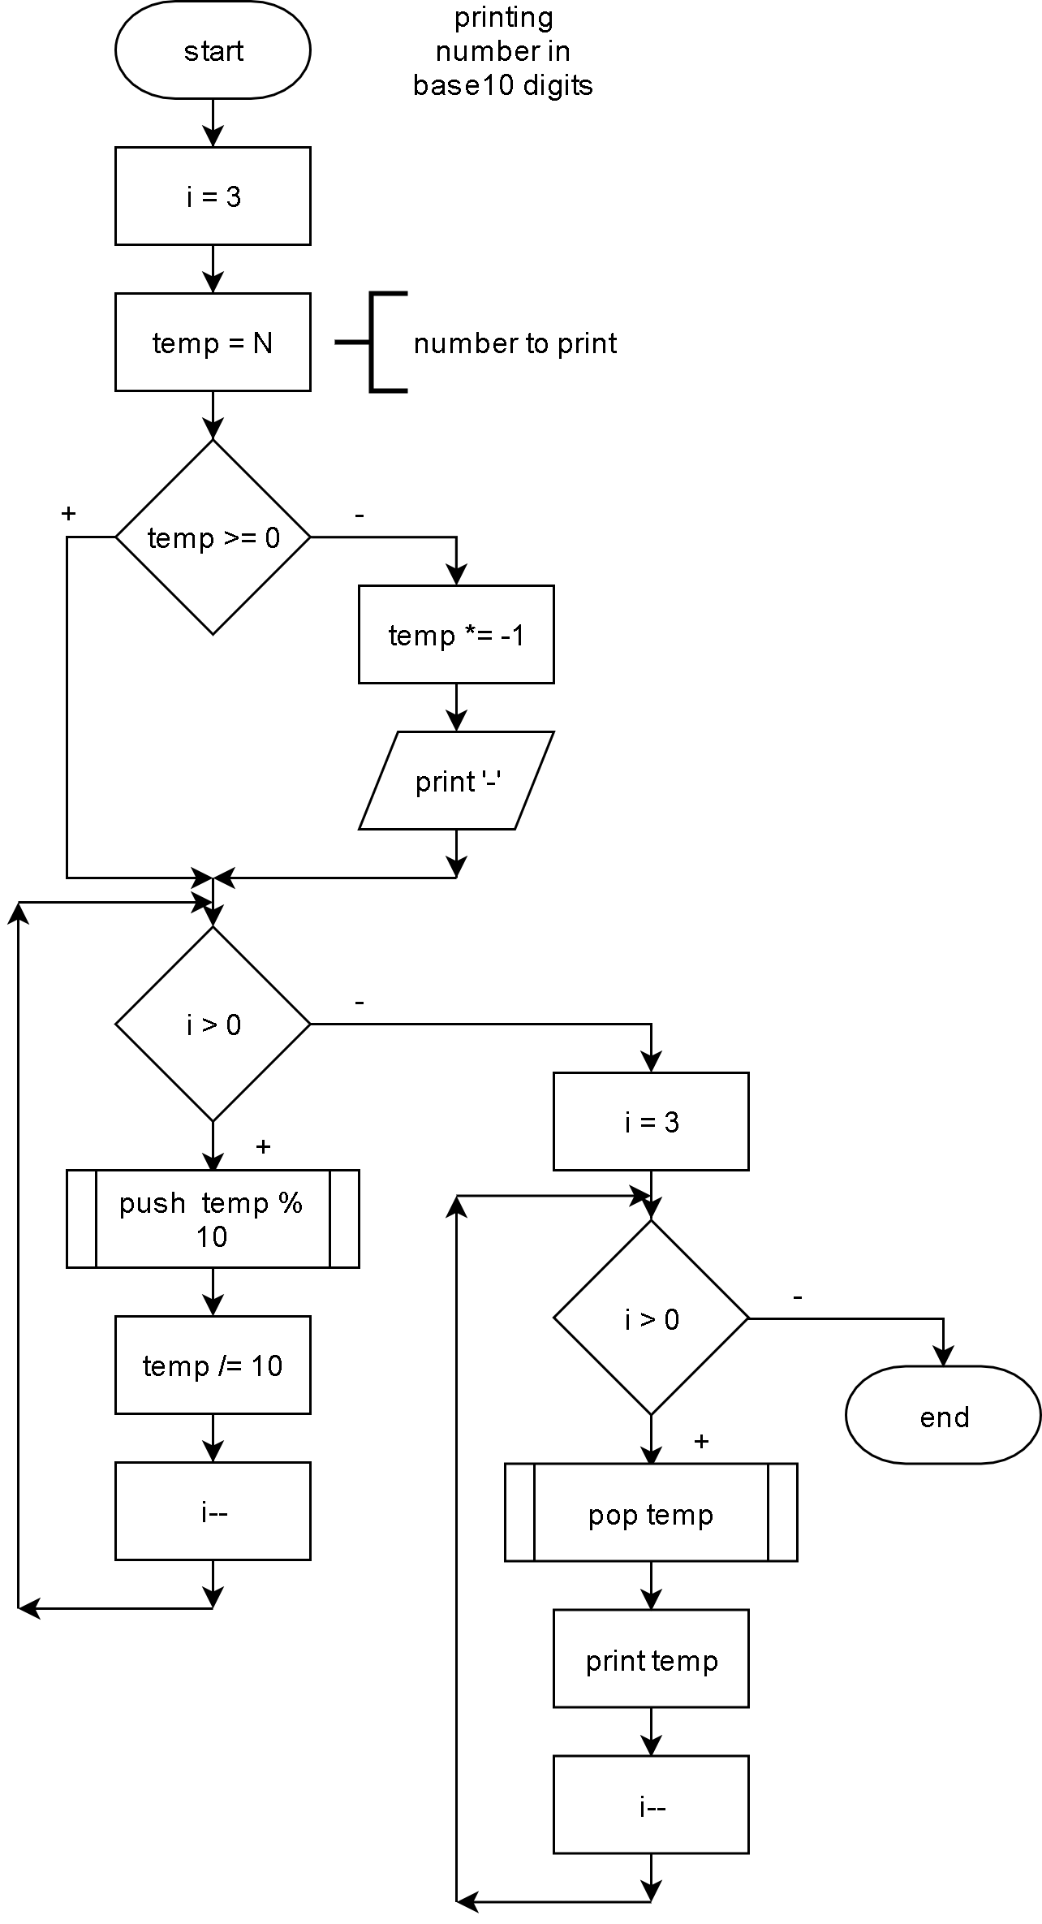 start
printing
number in
base10 digits
i = 3
temp = N
number to print
temp >= 0
+
-
temp *= -1
print '-'
i > 0
-
+
i = 3
push temp %
10
i > 0
-
temp /= 10
end
+
i--
pop temp
print temp
i--